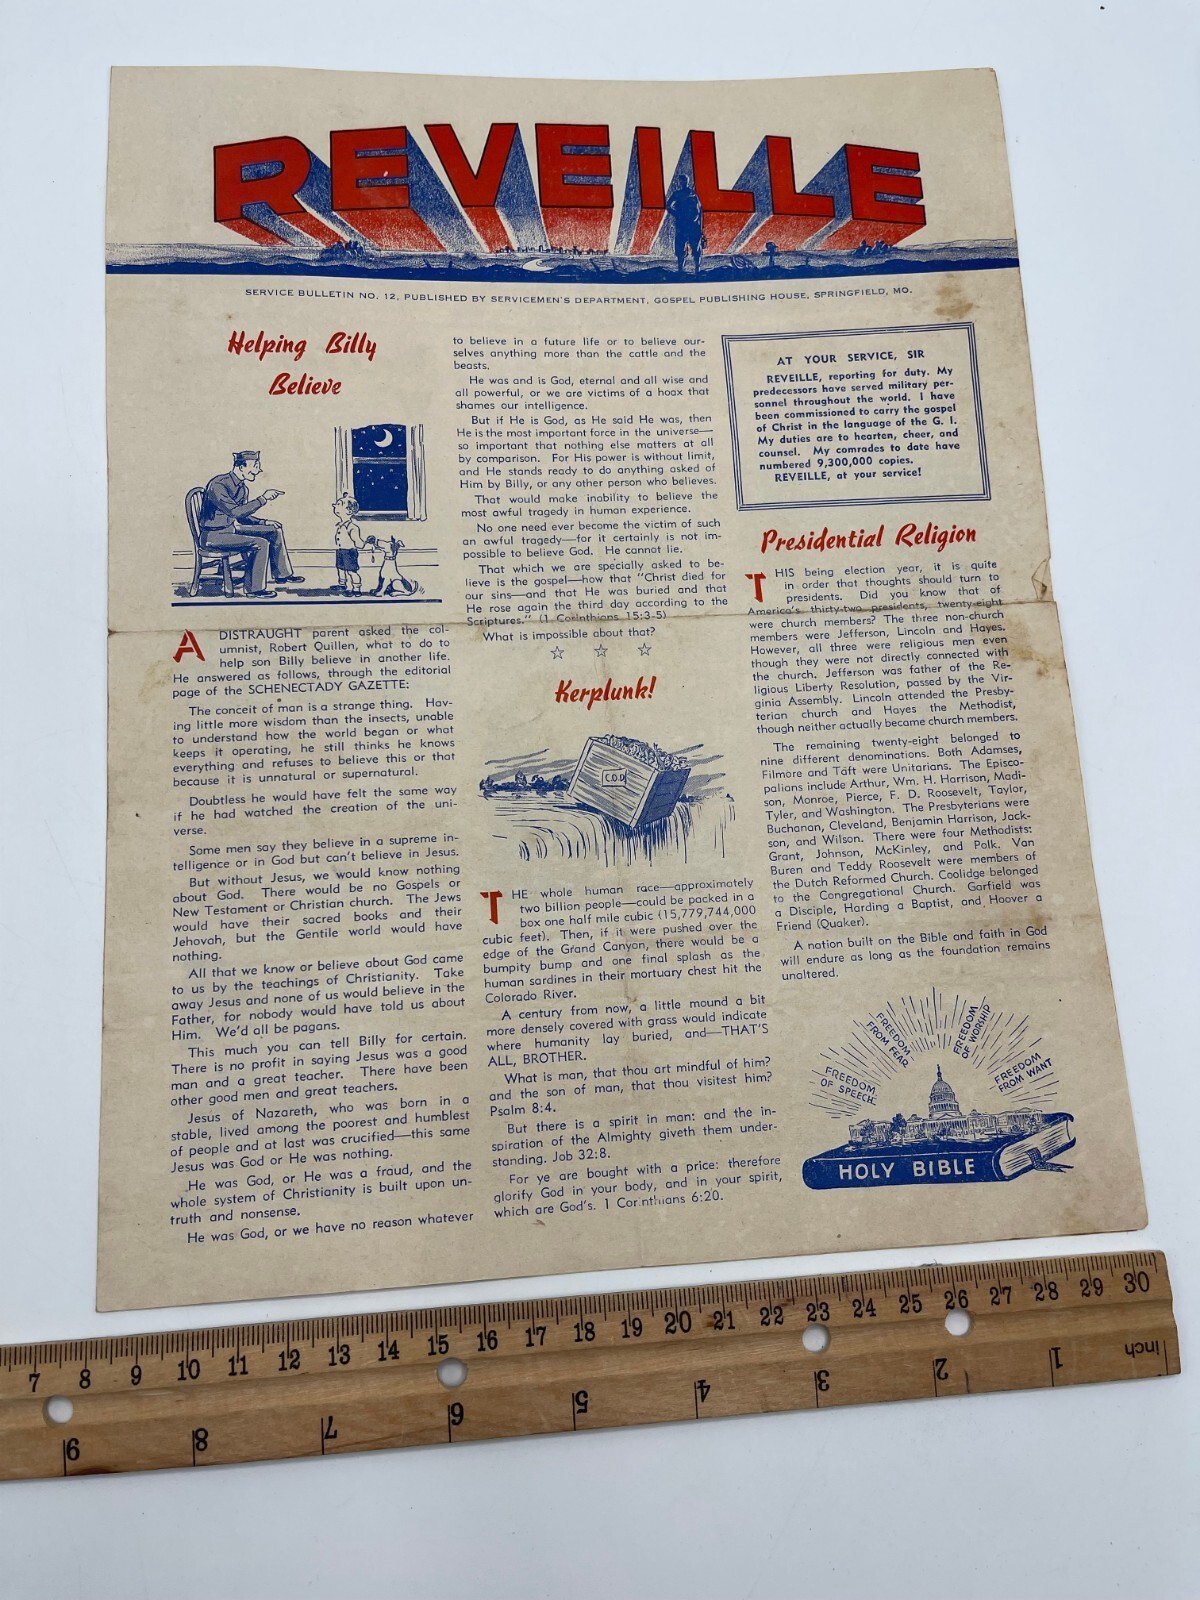 REVEILLE
SERVICE BULLETIN NO. 12, PUBLISHED BY SERVICEMEN'S DEPARTMENT, GOSPEL PUBLISHING HOUSE, SPRINGFIELD, MO.
Helping Billy
Believe
A DISTRAUGHT parent asked the col-
umnist, Robert Quillen, what to do to
help son Billy believe in another life.
He answered as follows, through the editorial
page of the SCHENECTADY GAZETTE:
The conceit of man is a strange thing. Hav-
ing little more wisdom than the insects, unable
to understand how the world began or what
keeps it operating, he still thinks he knows
everything and refuses to believe this or that
because it is unnatural or supernatural.
Doubtless he would have felt the same way
if he had watched the creation of the uni-
verse.
Some men say they believe in a supreme in-
telligence or in God but can't believe in Jesus.
But without Jesus, we would know nothing
about God. There would be no Gospels or
New Testament or Christian church. The Jews
would have their sacred books and their
Jehovah, but the Gentile world would have
nothing.
All that we know or believe about God came
to us by the teachings of Christianity. Take
away Jesus and none of us would believe in the
Father, for nobody would have told us about
Him. We'd all be pagans.
This much you can tell Billy for certain.
There is no profit in saying Jesus was a good
man and a great teacher. There have been
other good men and great teachers.
Jesus of Nazareth, who was born in a
stable, lived among the poorest and humblest
of people and at last was crucified—this same
Jesus was God or He was nothing.
He was God, or He was a fraud, and the
whole system of Christianity is built upon un-
truth and nonsense.
He was God, or we have no reason whatever
to believe in a future life or to believe our-
selves anything more than the cattle and the
beasts.
He was and is God, eternal and all wise and
all powerful, or we are victims of a hoax that
shames our intelligence.
But if He is God, as He said He was, then
He is the most important force in the universe—
so important that nothing else matters at all
by comparison. For His power is without limit,
and He stands ready to do anything asked of
Him by Billy, or any other person who believes.
That would make inability to believe the
most awful tragedy in human experience.
No one need ever become the victim of such
an awful tragedy—for it certainly is not im-
possible to believe God. He cannot lie.
That which we are specially asked to be-
lieve is the gospel—how that "Christ died for
our sins—and that He was buried and that
He rose again the third day according to the
Scriptures." (1 Corinthians 15:3-5)
What is impossible about that?
☆ ☆ ☆
Kerplunk!
C.O.D
THE whole human race—approximately
two billion people—could be packed in a
box one half mile cubic (15,779,744,000
cubic feet). Then, if it were pushed over the
edge of the Grand Canyon, there would be a
bumpity bump and one final splash as the
human sardines in their mortuary chest hit the
Colorado River.
A century from now, a little mound a bit
more densely covered with grass would indicate
where humanity lay buried, and—THAT'S
ALL, BROTHER.
What is man, that thou art mindful of him?
and the son of man, that thou visitest him?
Psalm 8:4.
But there is a spirit in man: and the in-
spiration of the Almighty giveth them under-
standing. Job 32:8.
For ye are bought with a price: therefore
glorify God in your body, and in your spirit,
which are God's. 1 Corinthians 6:20.
AT YOUR SERVICE, SIR
REVEILLE, reporting for duty. My
predecessors have served military per-
sonnel throughout the world. I have
been commissioned to carry the gospel
of Christ in the language of the G. I.
My duties are to hearten, cheer, and
counsel. My comrades to date have
numbered 9,300,000 copies.
REVEILLE, at your service!
Presidential Religion
THIS being election year, it is quite
in order that thoughts should turn to
presidents. Did you know that of
America's thirty-two presidents, twenty-eight
were church members? The three non-church
members were Jefferson, Lincoln and Hayes.
However, all three were religious men even
though they were not directly connected with
the church. Jefferson was father of the Re-
ligious Liberty Resolution, passed by the Vir-
ginia Assembly. Lincoln attended the Presby-
terian church and Hayes the Methodist,
though neither actually became church members.
The remaining twenty-eight belonged to
nine different denominations. Both Adamses,
Filmore and Taft were Unitarians. The Episco-
palians include Arthur, Wm. H. Harrison, Madi-
son, Monroe, Pierce, F. D. Roosevelt, Taylor,
Tyler, and Washington. The Presbyterians were
Buchanan, Cleveland, Benjamin Harrison, Jack-
son, and Wilson. There were four Methodists:
Grant, Johnson, McKinley, and Polk. Van
Buren and Teddy Roosevelt were members of
the Dutch Reformed Church. Coolidge belonged
to the Congregational Church. Garfield was
a Disciple, Harding a Baptist, and Hoover a
Friend (Quaker).
A nation built on the Bible and faith in God
will endure as long as the foundation remains
unaltered.
FREEDOM
OF SPEECH
FREEDOM
FROM FEAR
FREEDOM
OF WORSHIP
FREEDOM
FROM WANT
HOLY BIBLE
7 8 9 10 11 12 13 14 15 16 17 18 19 20 21 22 23 24 25 26 27 28 29 30
9 8 7 6 5 4 3 2 1 inch